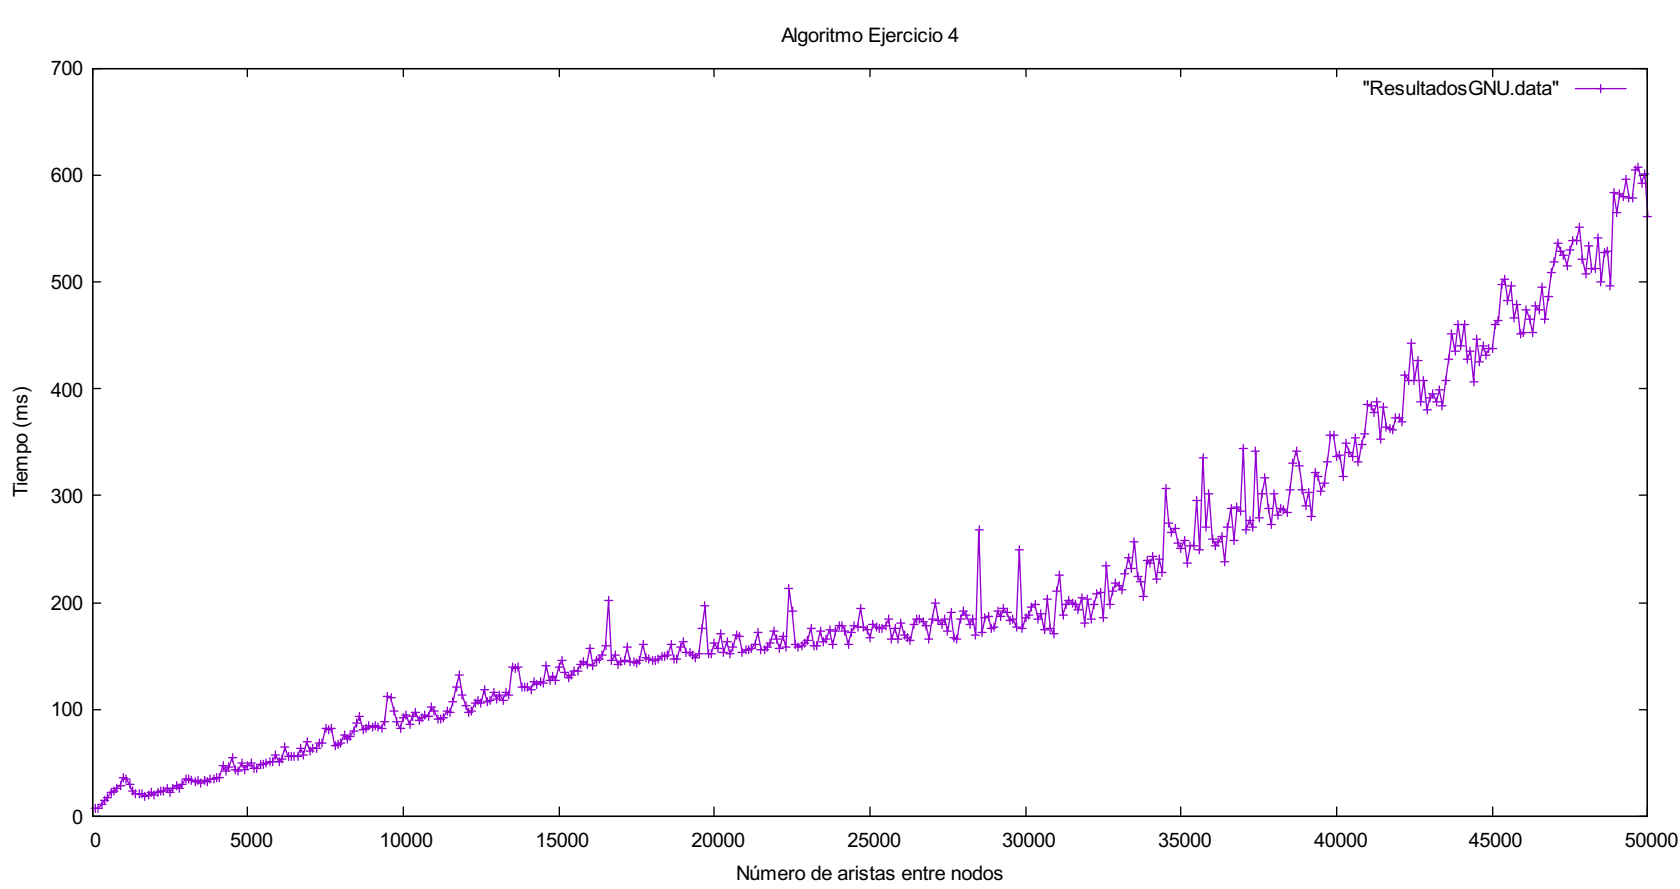 Algoritmo Ejercicio 4
"ResultadosGNU.data"
Tiempo (ms)
700
600
500
400
300
200
100
0
0 5000 10000 15000 20000 25000 30000 35000 40000 45000 50000
Número de aristas entre nodos